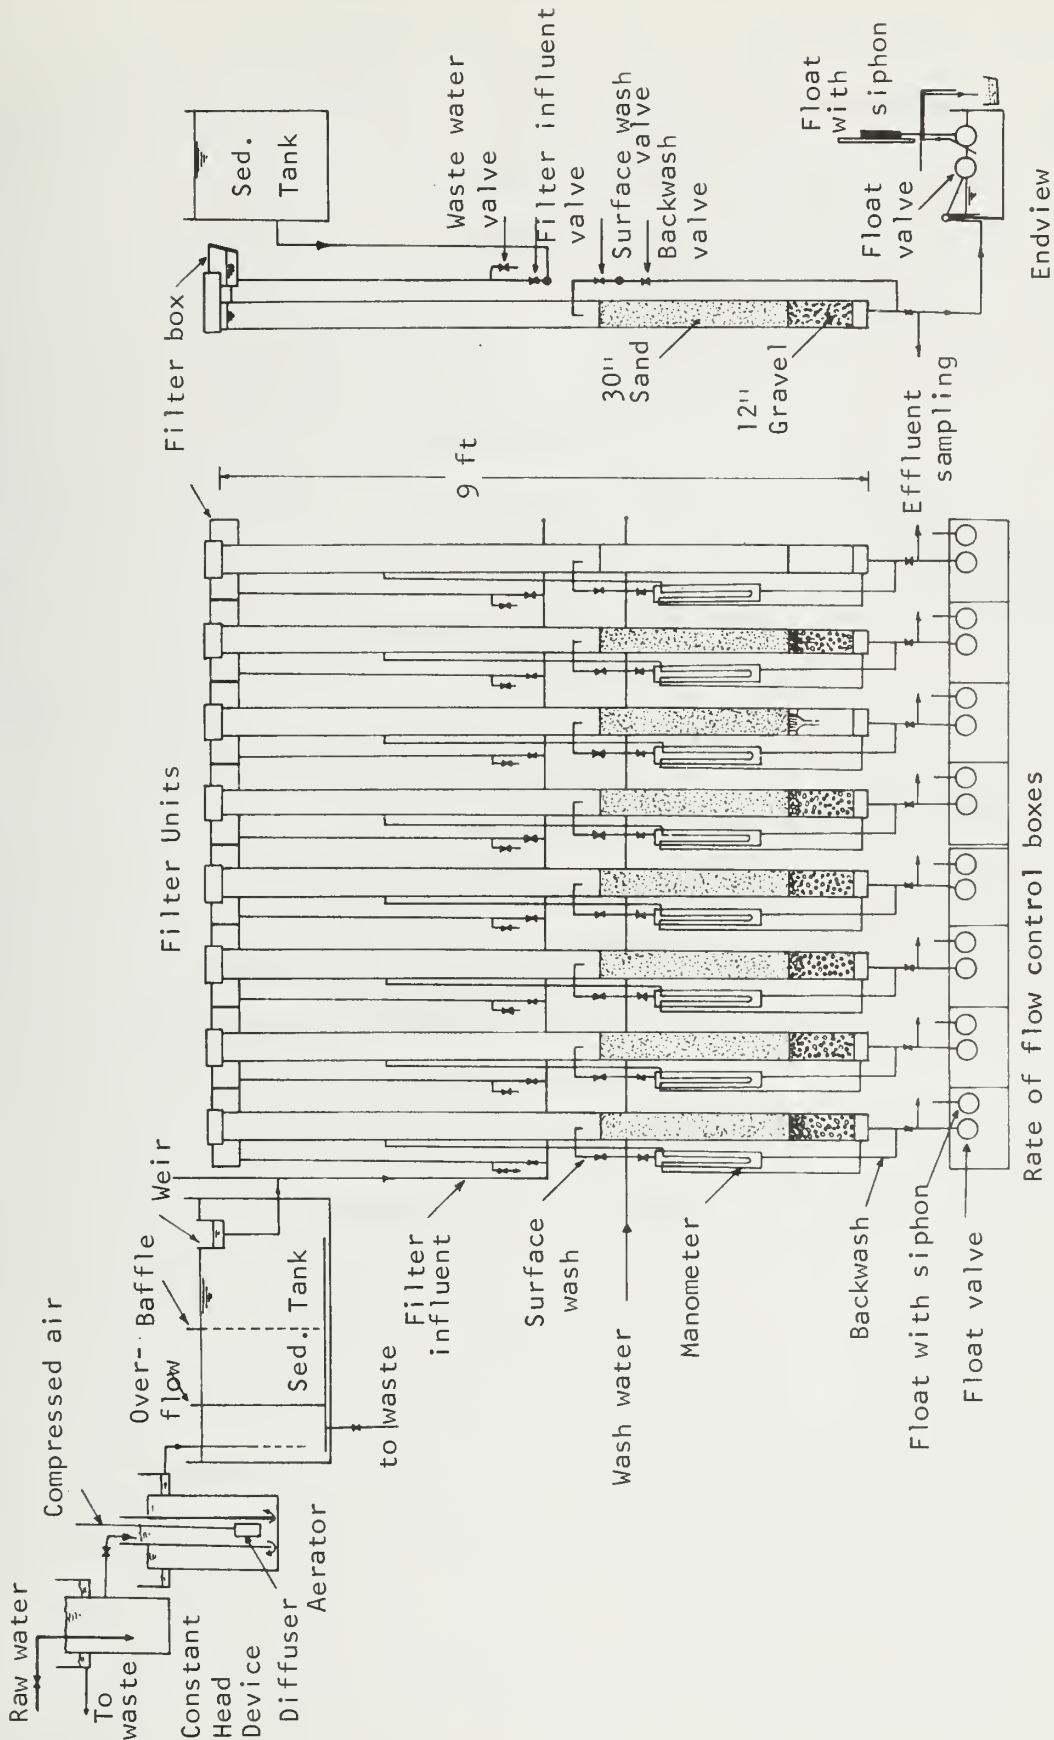 Raw water
To
waste
Constant
Head
Device
Compressed air
Diffuser
Aerator
Over-
flow
Baffle
Weir
Sed. Tank
to waste
Filter Units
Filter box
Filter
influent
Surface
wash
Wash water
Manometer
Backwash
Float with siphon
Float valve
Rate of flow control boxes
9 ft
Effluent
sampling
Sed.
Tank
Waste water
valve
Filter influent
valve
Surface wash
valve
Backwash
valve
30"
Sand
12"
Gravel
Float
valve
Float
with
siphon
Endview